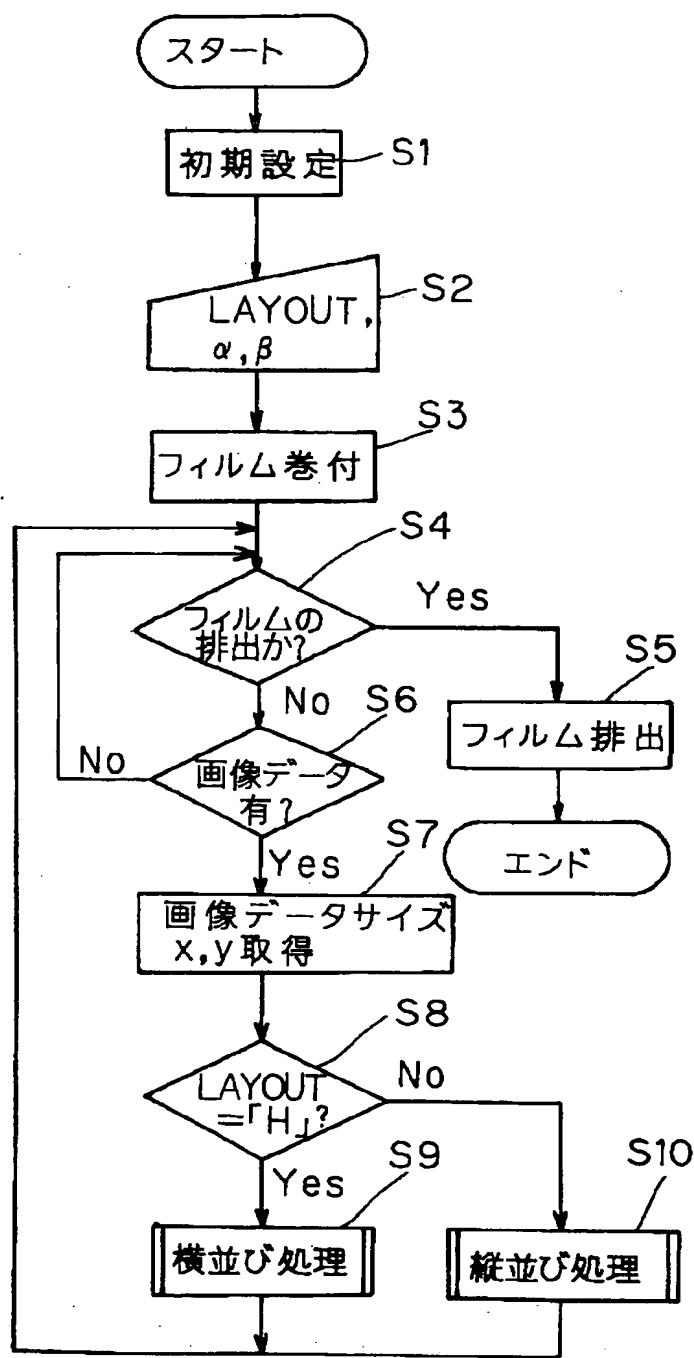 スタート
初期設定
S1
LAYOUT,
α,β
S2
フィルム巻付
S3
フィルムの
排出か?
S4
Yes
No
フィルム排出
S5
エンド
画像データ
有?
S6
No
Yes
画像データサイズ
x,y取得
S7
LAYOUT
=「H」?
S8
No
Yes
横並び処理
S9
縦並び処理
S10